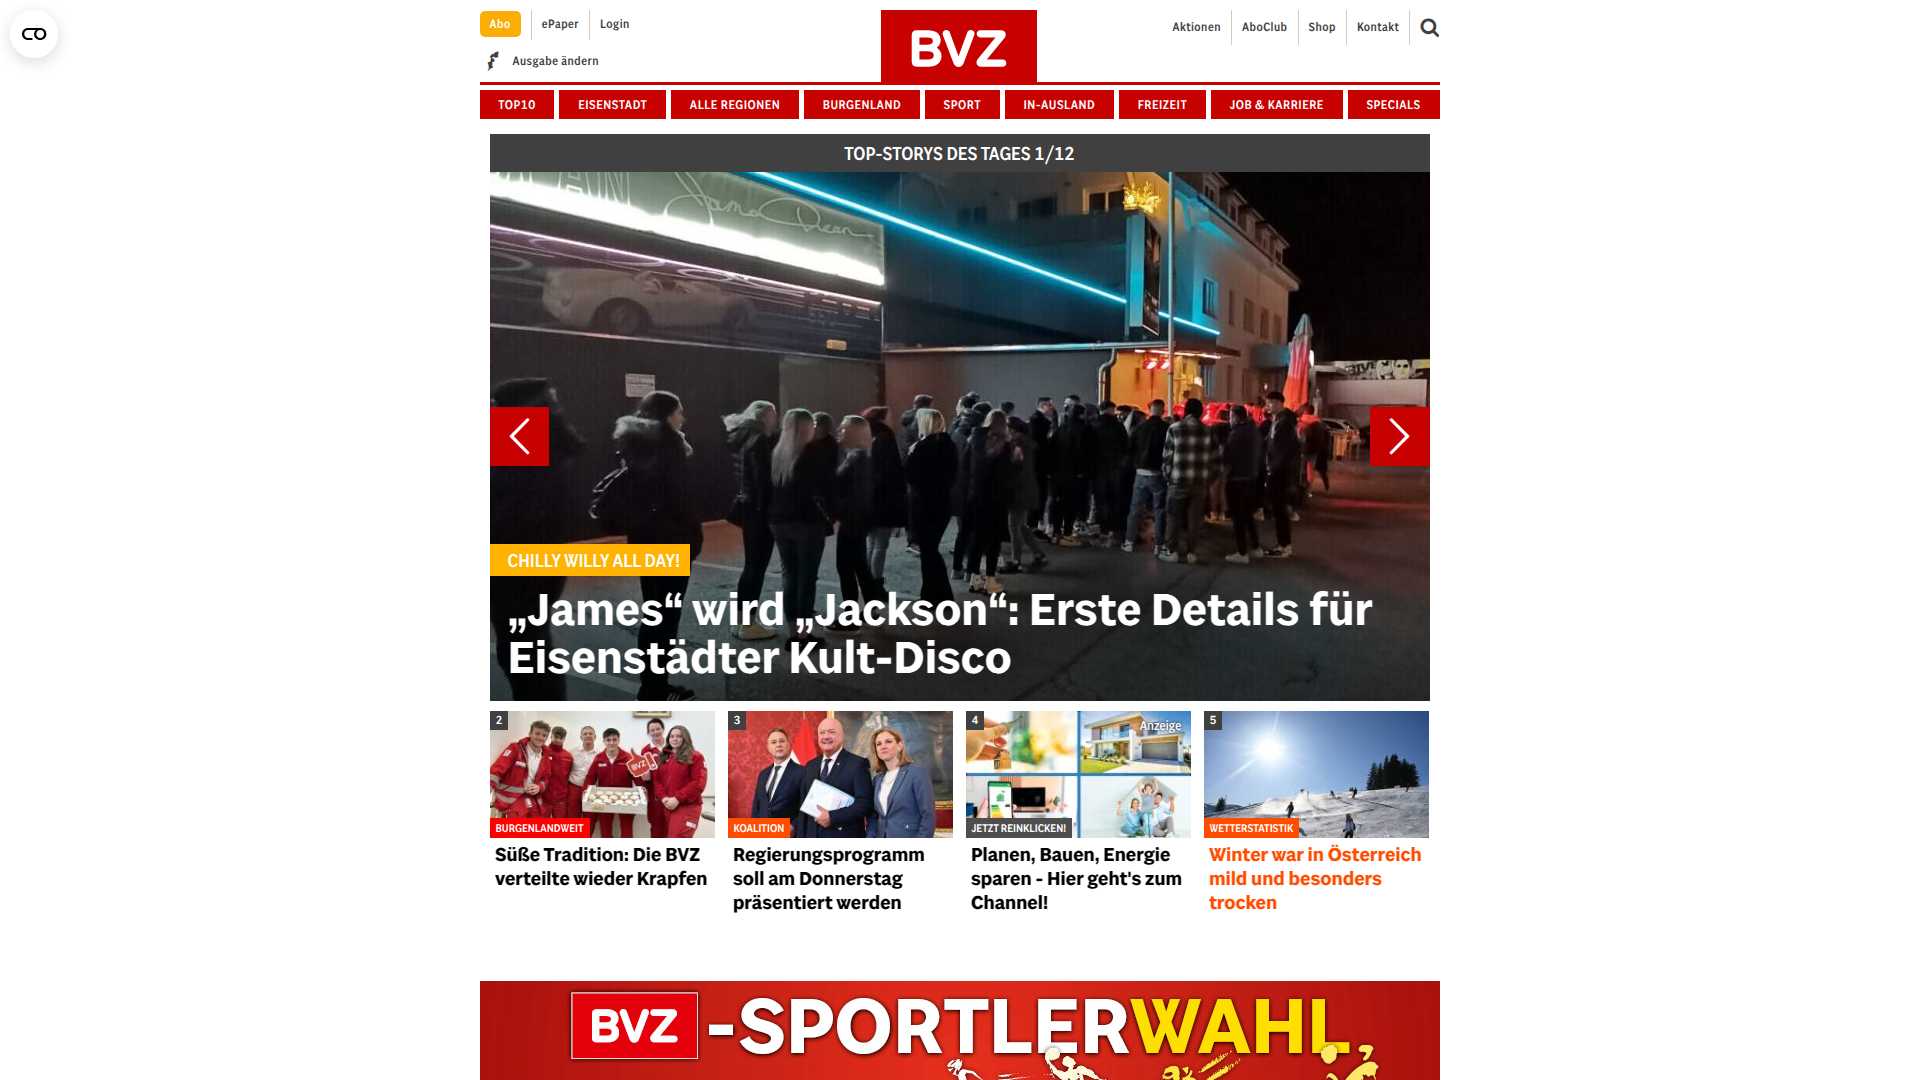 Abo
ePaper
Login
Ausgabe ändern
BVZ
Aktionen
AboClub
Shop
Kontakt
TOP10
EISENSTADT
ALLE REGIONEN
BURGENLAND
SPORT
IN-AUSLAND
FREIZEIT
JOB & KARRIERE
SPECIALS
TOP-STORYS DES TAGES 1/12
James Dean
CHILLY WILLY ALL DAY!
„James“ wird „Jackson“: Erste Details für
Eisenstädter Kult-Disco
2
BVZ
BURGENLANDWEIT
Süße Tradition: Die BVZ
verteilte wieder Krapfen
3
KOALITION
Regierungsprogramm
soll am Donnerstag
präsentiert werden
4
Anzeige
JETZT REINKLICKEN!
Planen, Bauen, Energie
sparen - Hier geht's zum
Channel!
5
WETTERSTATISTIK
Winter war in Österreich
mild und besonders
trocken
BVZ-SPORTLERWAHL